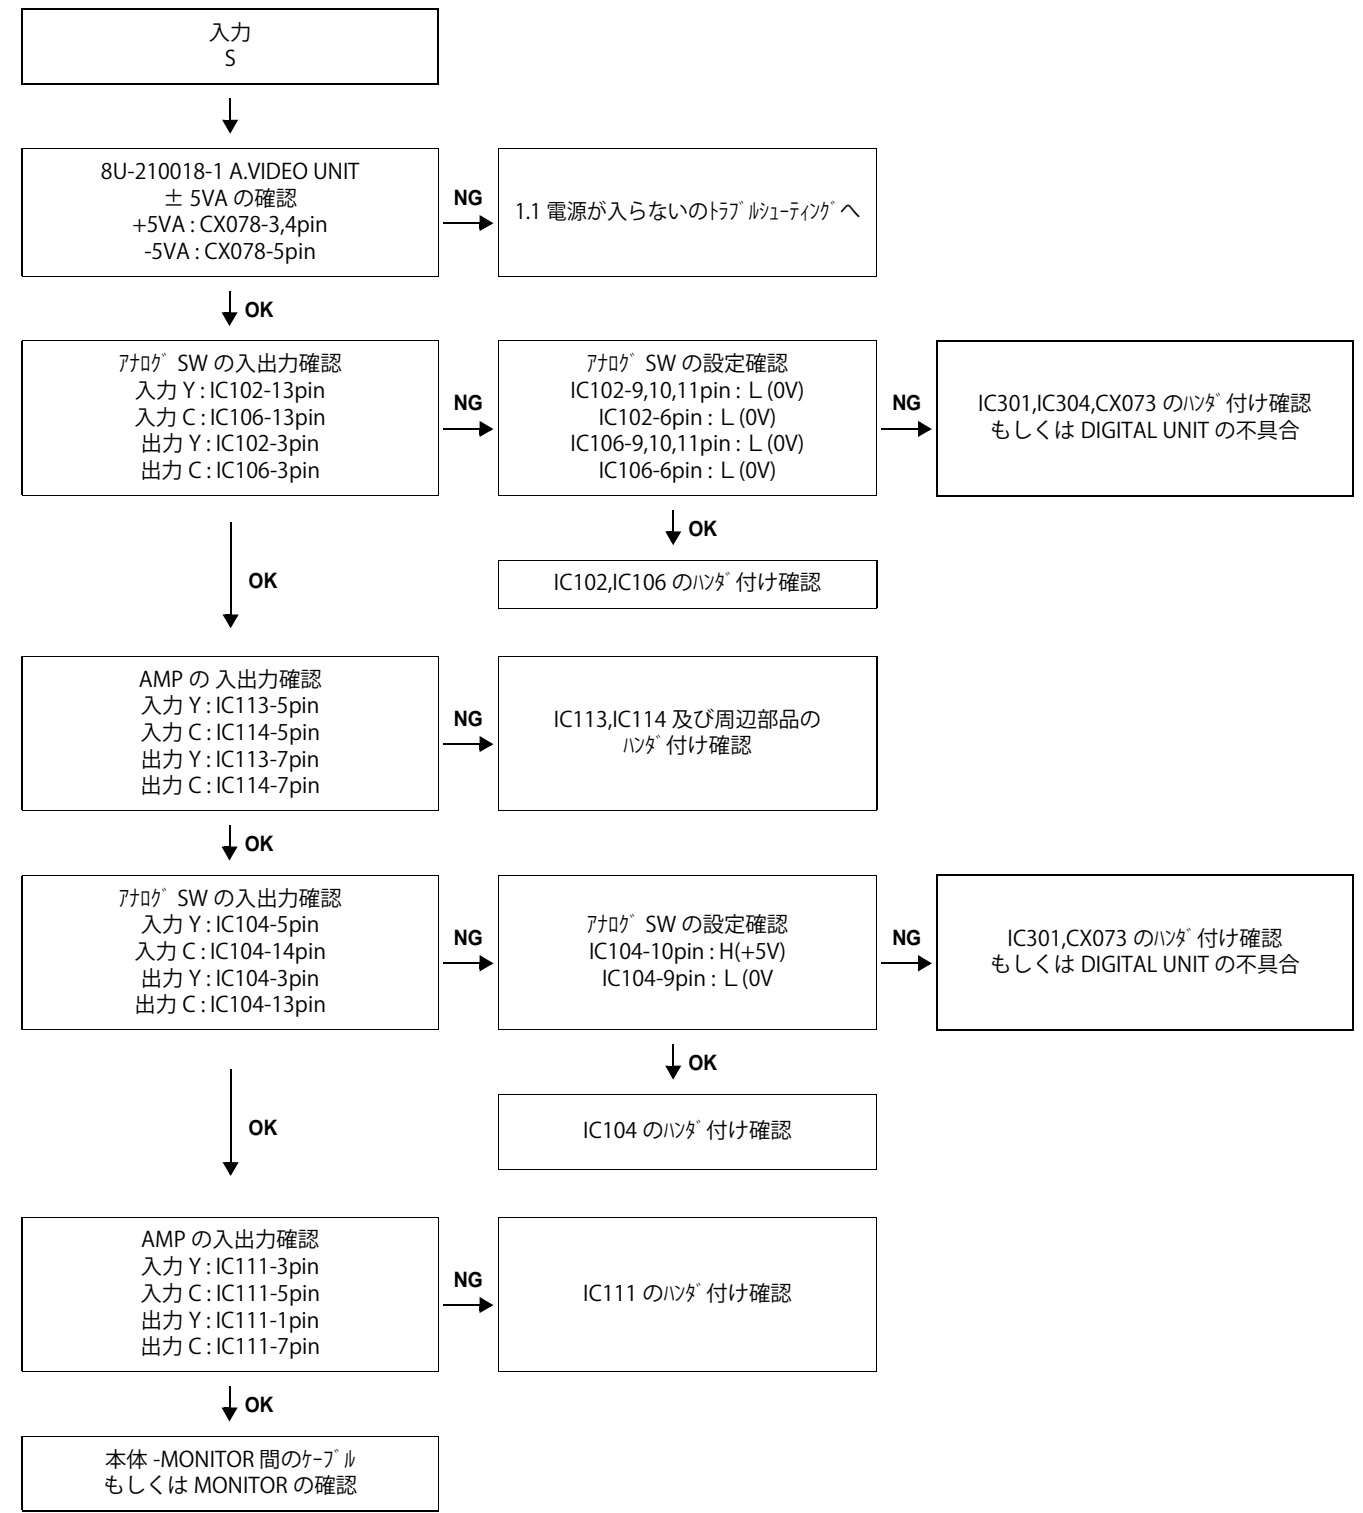 入力
S
8U-210018-1 A.VIDEO UNIT
± 5VA の確認
+5VA : CX078-3,4pin
-5VA : CX078-5pin
NG
1.1 電源が入らないのﾄﾗﾌﾞﾙｼｭｰﾃｨﾝｸﾞへ
OK
ｱﾅﾛｸﾞ SW の入出力確認
入力 Y : IC102-13pin
入力 C : IC106-13pin
出力 Y : IC102-3pin
出力 C : IC106-3pin
NG
ｱﾅﾛｸﾞ SW の設定確認
IC102-9,10,11pin : L (0V)
IC102-6pin : L (0V)
IC106-9,10,11pin : L (0V)
IC106-6pin : L (0V)
NG
IC301,IC304,CX073 のﾊﾝﾀﾞ付け確認
もしくは DIGITAL UNIT の不具合
OK
IC102,IC106 のﾊﾝﾀﾞ付け確認
OK
AMP の 入出力確認
入力 Y : IC113-5pin
入力 C : IC114-5pin
出力 Y : IC113-7pin
出力 C : IC114-7pin
NG
IC113,IC114 及び周辺部品の
ﾊﾝﾀﾞ付け確認
OK
ｱﾅﾛｸﾞ SW の入出力確認
入力 Y : IC104-5pin
入力 C : IC104-14pin
出力 Y : IC104-3pin
出力 C : IC104-13pin
NG
ｱﾅﾛｸﾞ SW の設定確認
IC104-10pin : H(+5V)
IC104-9pin : L (0V
NG
IC301,CX073 のﾊﾝﾀﾞ付け確認
もしくは DIGITAL UNIT の不具合
OK
IC104 のﾊﾝﾀﾞ付け確認
OK
AMP の入出力確認
入力 Y : IC111-3pin
入力 C : IC111-5pin
出力 Y : IC111-1pin
出力 C : IC111-7pin
NG
IC111 のﾊﾝﾀﾞ付け確認
OK
本体 -MONITOR 間のｹｰﾌﾞﾙ
もしくは MONITOR の確認